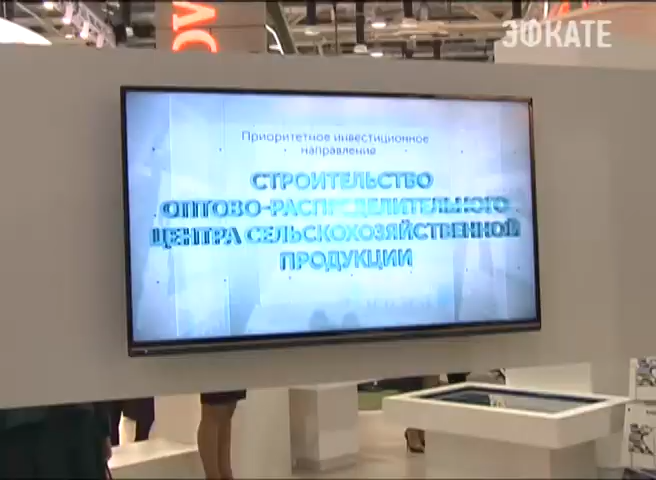 ЭФКАТЕ
Приоритетное инвестиционное
направление
СТРОИТЕЛЬСТВО
ОПТОВО-РАСПРЕДЕЛИТЕЛЬНОГО
ЦЕНТРА СЕЛЬСКОХОЗЯЙСТВЕННОЙ
ПРОДУКЦИИ